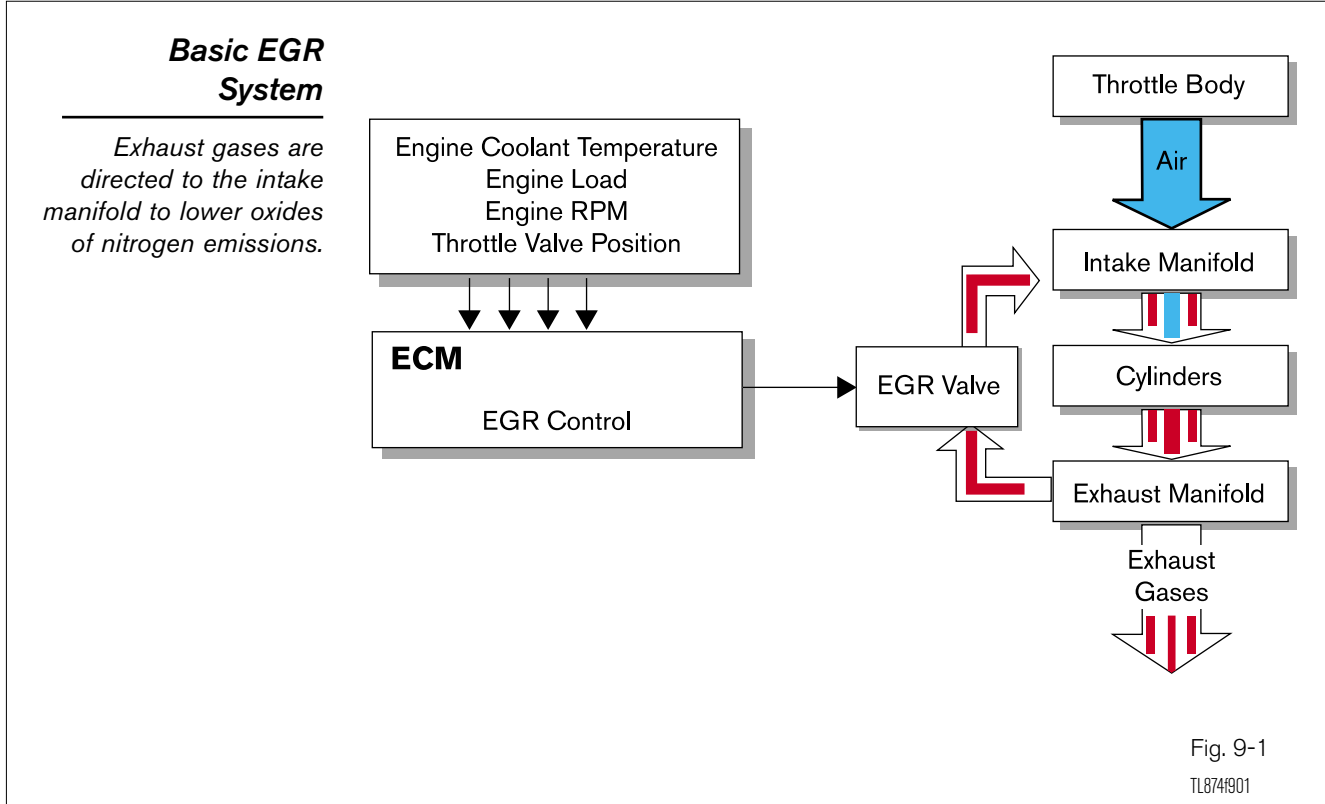 Basic EGR
System
Exhaust gases are
directed to the intake
manifold to lower oxides
of nitrogen emissions.
Engine Coolant Temperature
Engine Load
Engine RPM
Throttle Valve Position
ECM
EGR Control
EGR Valve
Throttle Body
Air
Intake Manifold
Cylinders
Exhaust Manifold
Exhaust
Gases
Fig. 9-1
TL874f901